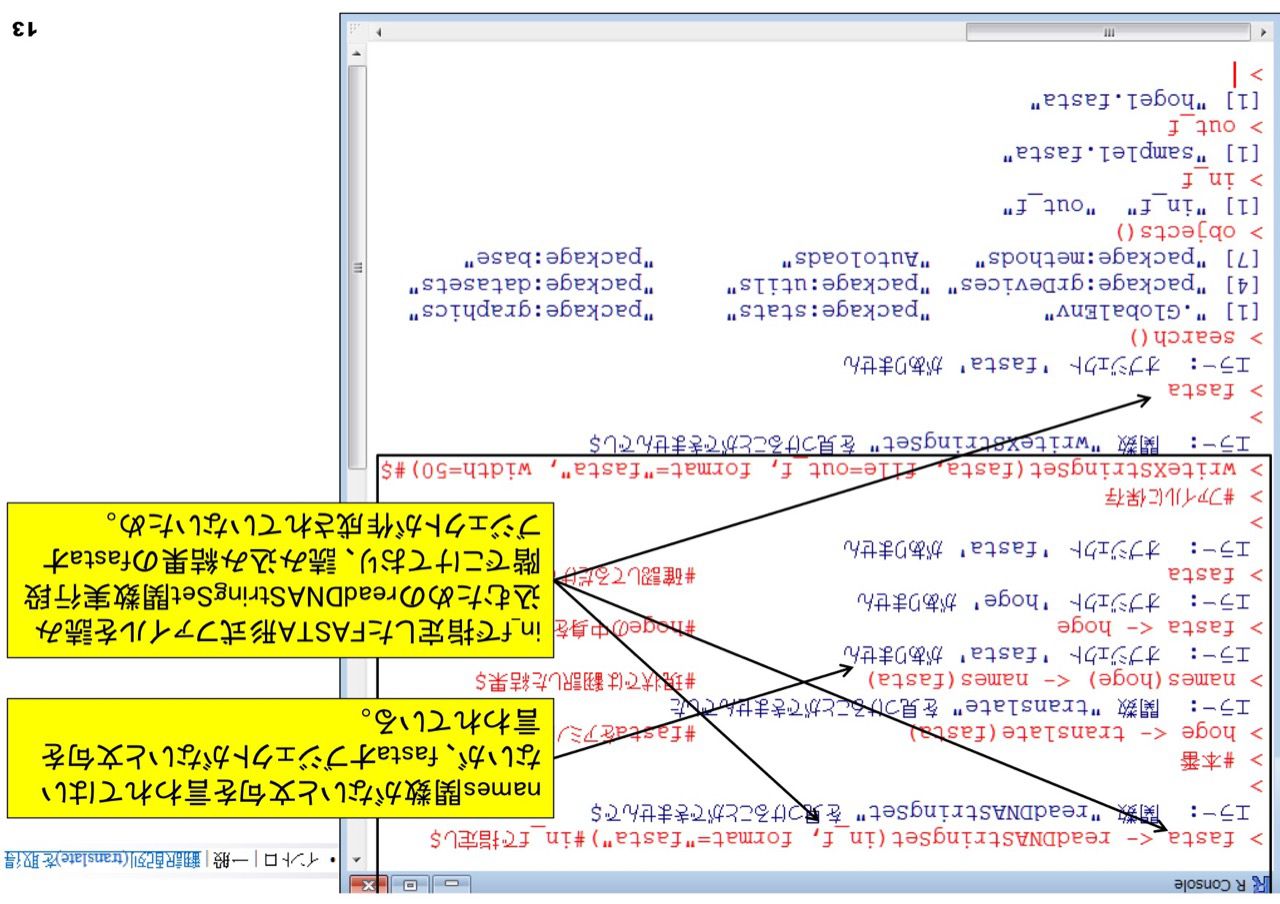 R Console
• イントロ | 一般 | 翻訳配列(translate)を取得
> fasta <- readDNAStringSet(in_f, format="fasta")#in_fで指定し$
エラー: 関数 "readDNAStringSet" を見つけることができませんで$
>
> #本番
> hoge <- translate(fasta) #fastaをアミノ
エラー: 関数 "translate" を見つけることができませんでした
> names(hoge) <- names(fasta) #現状では翻訳した結果$
エラー: オブジェクト 'fasta' がありません
> fasta <- hoge #hogeの中身を
エラー: オブジェクト 'hoge' がありません
> fasta #確認してるだけ
エラー: オブジェクト 'fasta' がありません
>
> #ファイルに保存
> writeXStringSet(fasta, file=out_f, format="fasta", width=50)#$
エラー: 関数 "writeXStringSet" を見つけることができませんでし$
>
> fasta
エラー: オブジェクト 'fasta' がありません
> search()
[1] ".GlobalEnv" "package:stats" "package:graphics"
[4] "package:grDevices" "package:utils" "package:datasets"
[7] "package:methods" "Autoloads" "package:base"
> objects()
[1] "in_f" "out_f"
> in_f
[1] "sample1.fasta"
> out_f
[1] "hoge1.fasta"
>
names関数がないと文句を言われてはい
ないが、fastaオブジェクトがないと文句を
言われている。
in_fで指定したFASTA形式ファイルを読み
込むためのreadDNAStringSet関数実行段
階でこけており、読み込み結果のfastaオ
ブジェクトが作成されていないため。
13